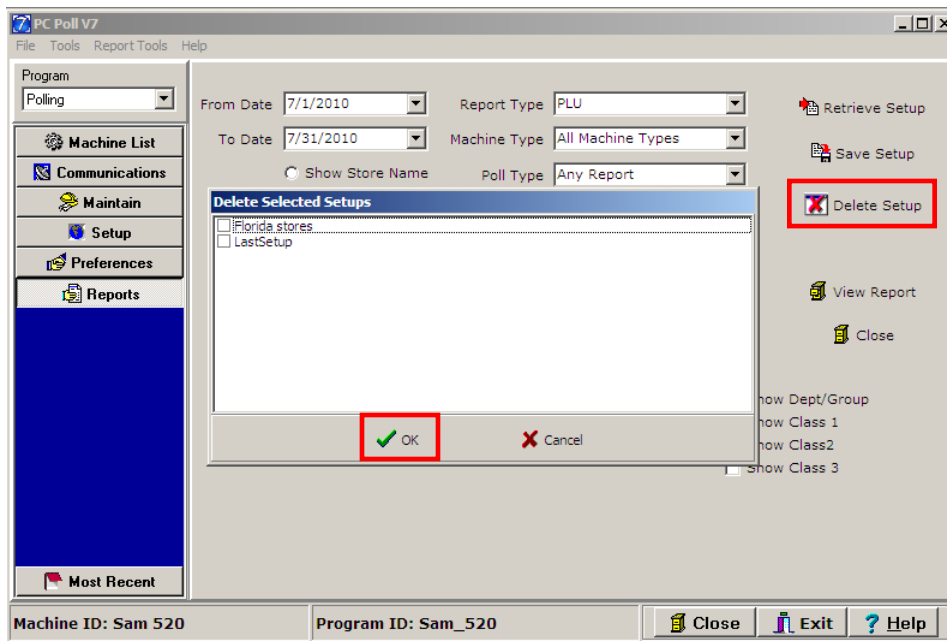 PC Poll V7
File Tools Report Tools Help
Program
Polling
Machine List
Communications
Maintain
Setup
Preferences
Reports
Most Recent
From Date 7/1/2010
To Date 7/31/2010
Show Store Name
Report Type PLU
Machine Type All Machine Types
Poll Type Any Report
Retrieve Setup
Save Setup
Delete Setup
View Report
Close
Delete Selected Setups
Florida stores
LastSetup
OK Cancel
how Dept/Group
how Class 1
how Class2
Show Class 3
Machine ID: Sam 520 Program ID: Sam_520 Close Exit ? Help